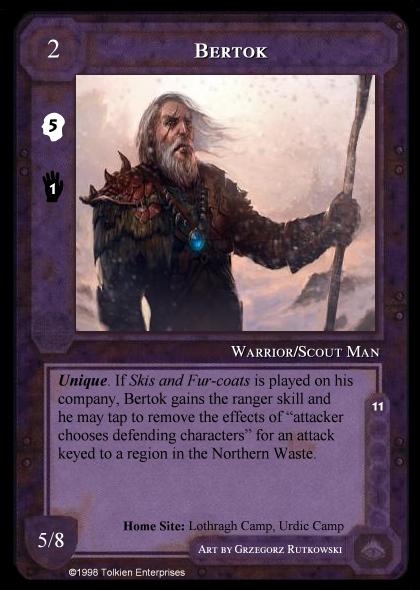 2
Bertok
5
1
Warrior/Scout Man
Unique. If Skis and Fur-coats is played on his
company, Bertok gains the ranger skill and
he may tap to remove the effects of “attacker
chooses defending characters” for an attack
keyed to a region in the Northern Waste.
11
Home Site: Lothragh Camp, Urdic Camp
5/8
Art by Grzegorz Rutkowski
©1998 Tolkien Enterprises